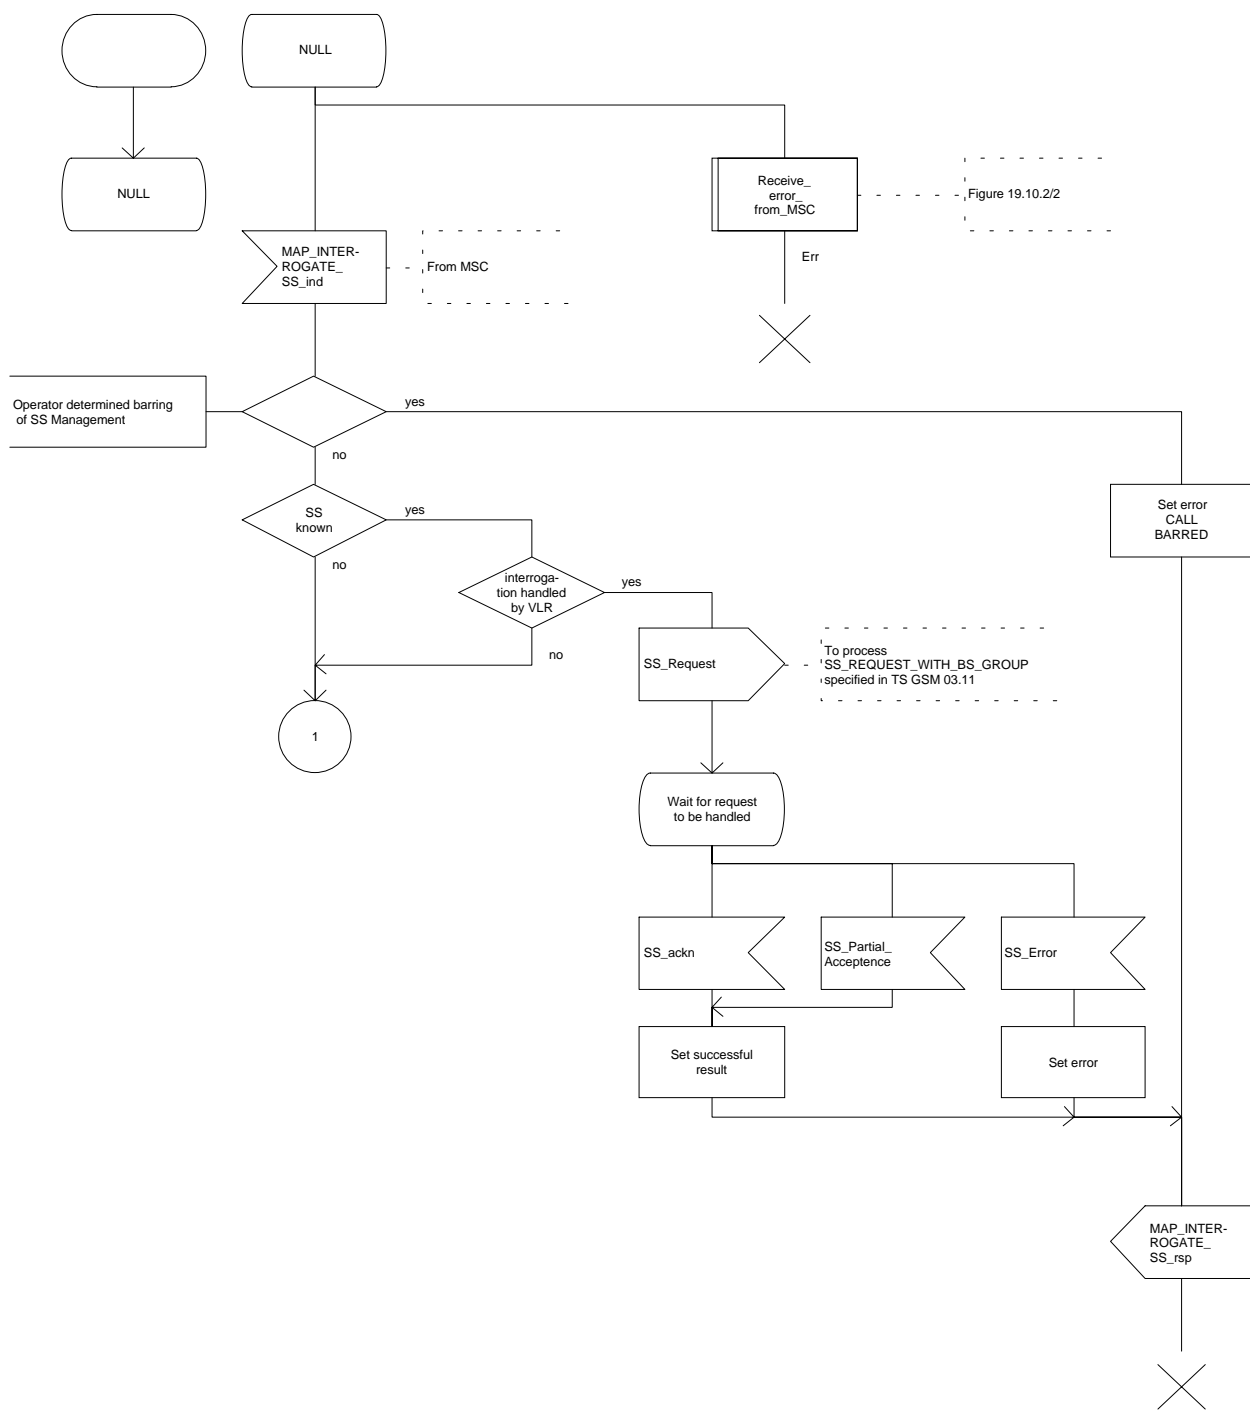 NULL
NULL
Receive_
error_
from_MSC
Figure 19.10.2/2
MAP_INTER-
ROGATE_
SS_ind
From MSC
Err
Operator determined barring
of SS Management
yes
no
SS
known
yes
no
Set error
CALL
BARRED
interroga-
tion handled
by VLR
yes
no
SS_Request
To process
SS_REQUEST_WITH_BS_GROUP
specified in TS GSM 03.11
1
Wait for request
to be handled
SS_ackn
SS_Partial_
Acceptence
SS_Error
Set successful
result
Set error
MAP_INTER-
ROGATE_
SS_rsp